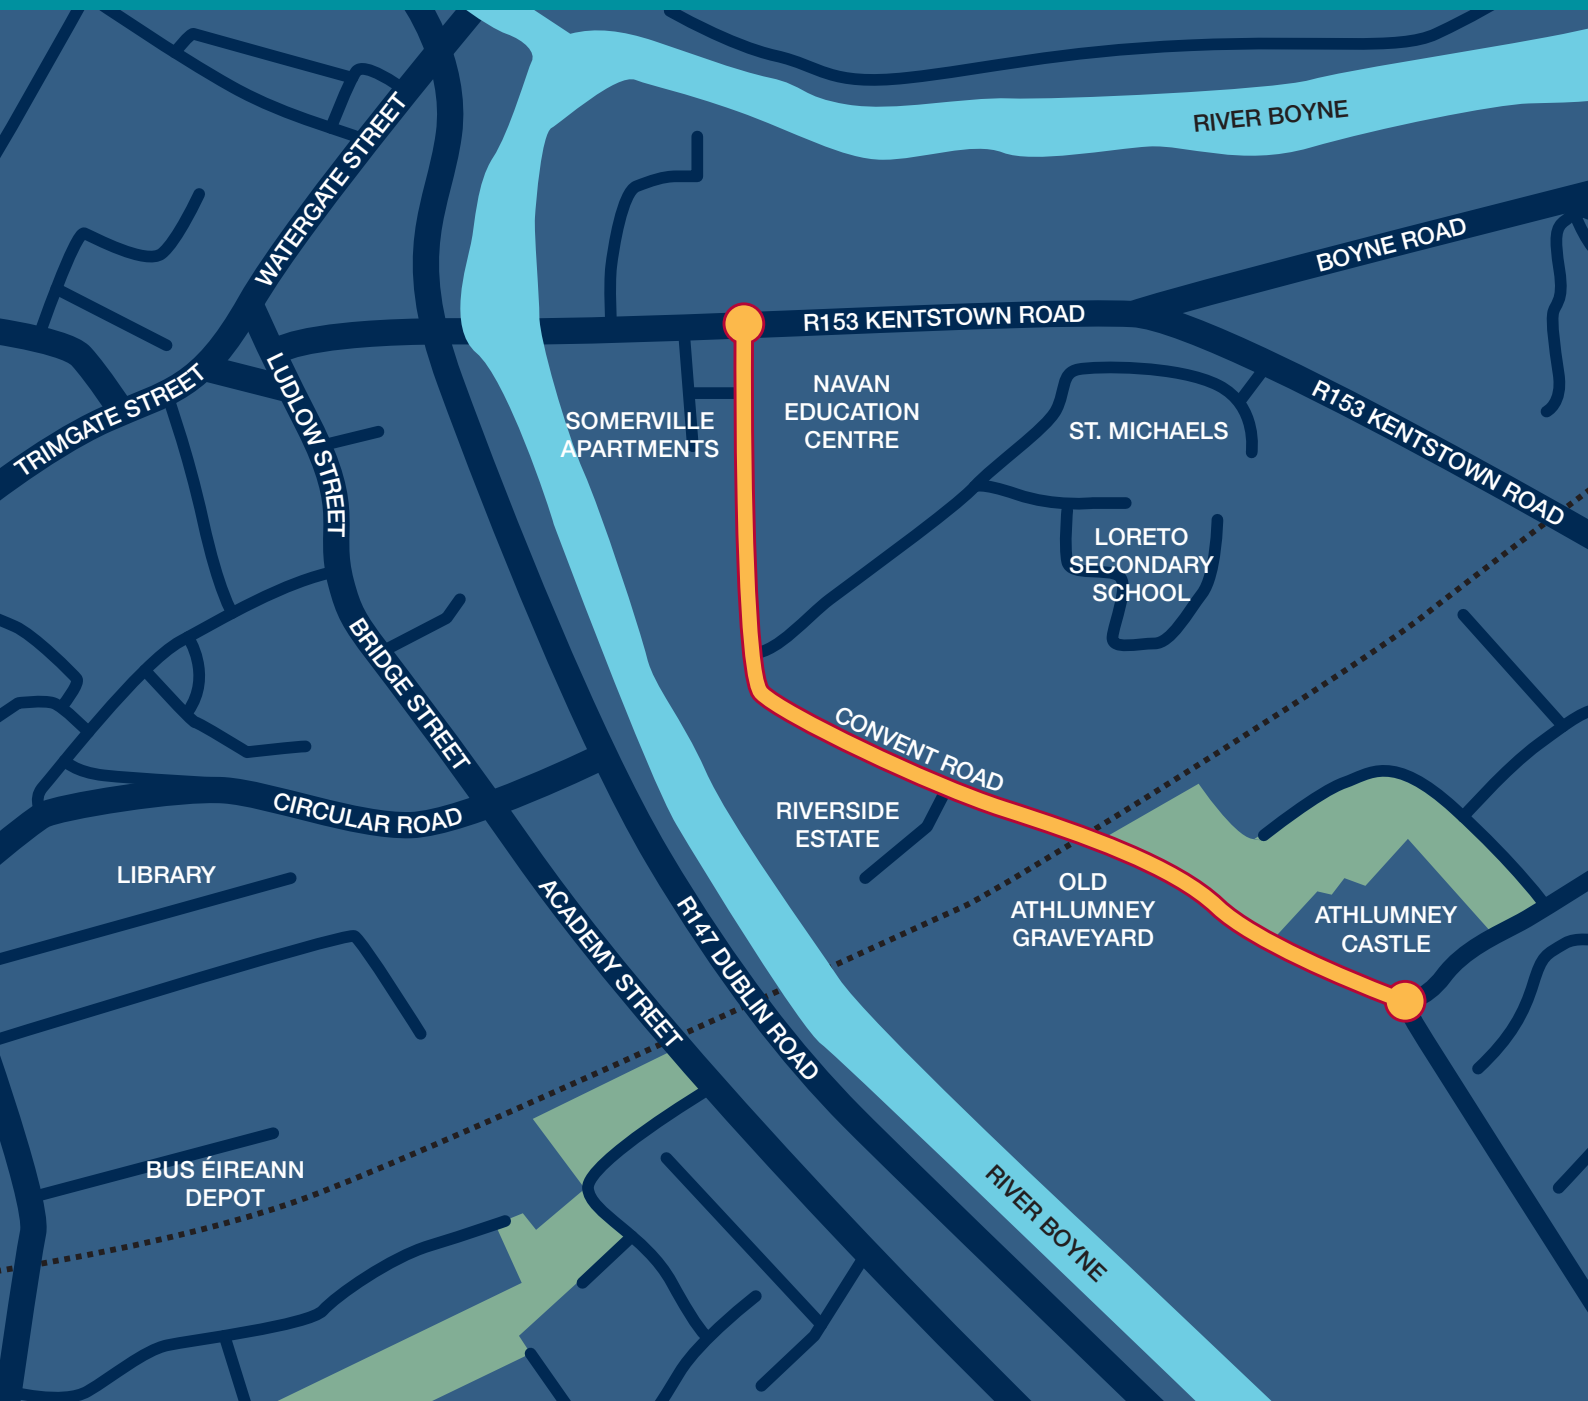 RIVER BOYNE
WATERGATE STREET
BOYNE ROAD
R153 KENTSTOWN ROAD
NAVAN
EDUCATION
CENTRE
SOMERVILLE
APARTMENTS
ST. MICHAELS
R153 KENTSTOWN ROAD
TRIMGATE STREET
LUDLOW STREET
LORETO
SECONDARY
SCHOOL
BRIDGE STREET
CONVENT ROAD
CIRCULAR ROAD
RIVERSIDE
ESTATE
LIBRARY
OLD
ATHLUMNEY
GRAVEYARD
ATHLUMNEY
CASTLE
ACADEMY STREET
R147 DUBLIN ROAD
BUS ÉIREANN
DEPOT
RIVER BOYNE